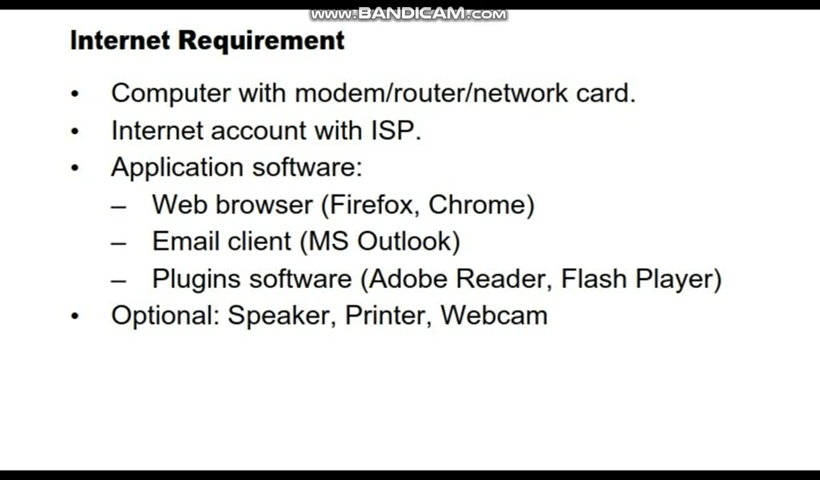 www.BANDICAM.com
Internet Requirement
• Computer with modem/router/network card.
• Internet account with ISP.
• Application software:
– Web browser (Firefox, Chrome)
– Email client (MS Outlook)
– Plugins software (Adobe Reader, Flash Player)
• Optional: Speaker, Printer, Webcam